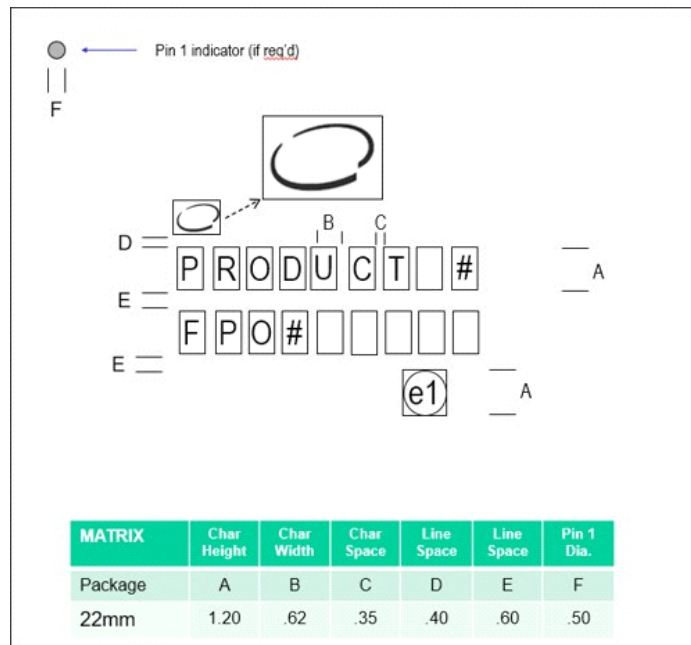 Pin 1 indicator (if req'd)
F
B C
D
PRODUCT #
A
E
FPO#
E
e1
A
MATRIX Char Height Char Width Char Space Line Space Line Space Pin 1 Dia.
Package A B C D E F
22mm 1.20 .62 .35 .40 .60 .50